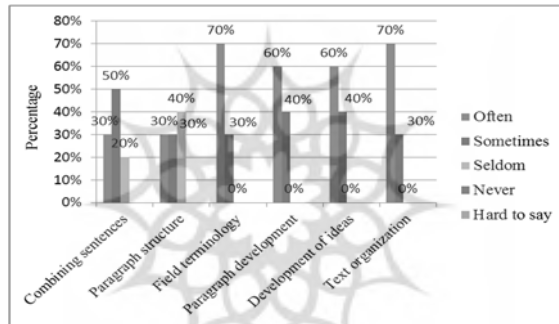 80%
70%
60%
50%
40%
30%
20%
10%
0%
Percentage
30%
50%
20%
30%
30%
40%
70%
30%
0%
60%
40%
0%
60%
40%
0%
70%
30%
0%
Combining sentences
Paragraph structure
Field terminology
Paragraph development
Development of ideas
Text organization
Often
Sometimes
Seldom
Never
Hard to say